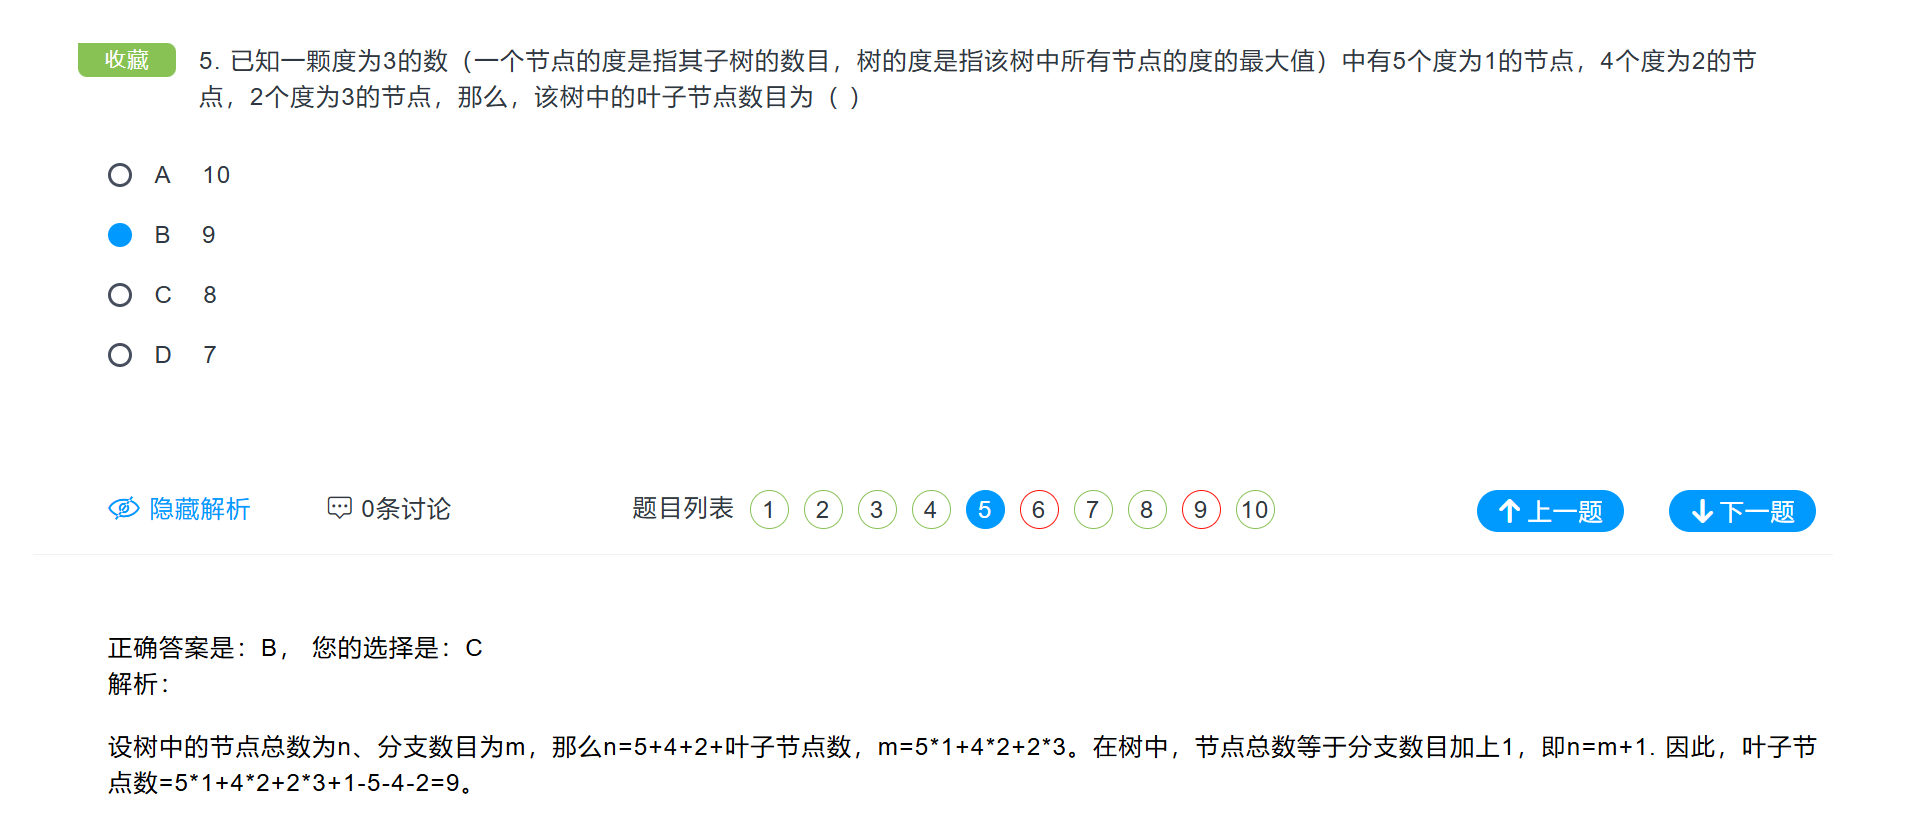 收藏
5. 已知一颗度为3的数（一个节点的度是指其子树的数目，树的度是指该树中所有节点的度的最大值）中有5个度为1的节点，4个度为2的节
点，2个度为3的节点，那么，该树中的叶子节点数目为（ ）
A 10
B 9
C 8
D 7
隐藏解析 0条讨论 题目列表 1 2 3 4 5 6 7 8 9 10 上一题 下一题
正确答案是：B， 您的选择是：C
解析：
设树中的节点总数为n、分支数目为m，那么n=5+4+2+叶子节点数，m=5*1+4*2+2*3。在树中，节点总数等于分支数目加上1，即n=m+1. 因此，叶子节
点数=5*1+4*2+2*3+1-5-4-2=9。